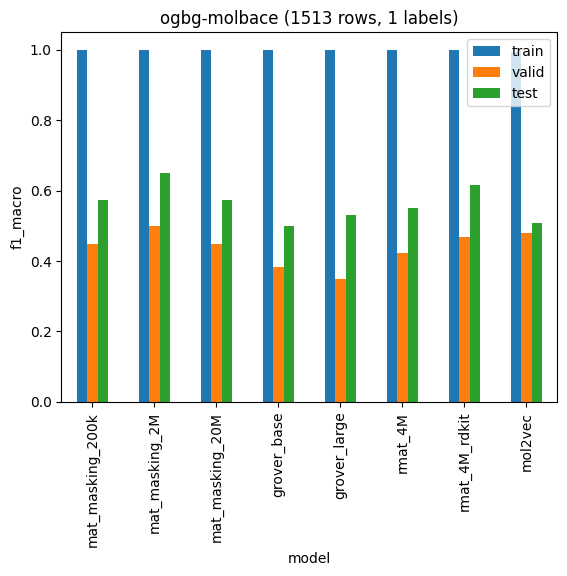 ogbg-molbace (1513 rows, 1 labels)
train
valid
test
1.0
0.8
0.6
0.4
0.2
0.0
f1_macro
mat_masking_200k
mat_masking_2M
mat_masking_20M
grover_base
grover_large
rmat_4M
rmat_4M_rdkit
mol2vec
model